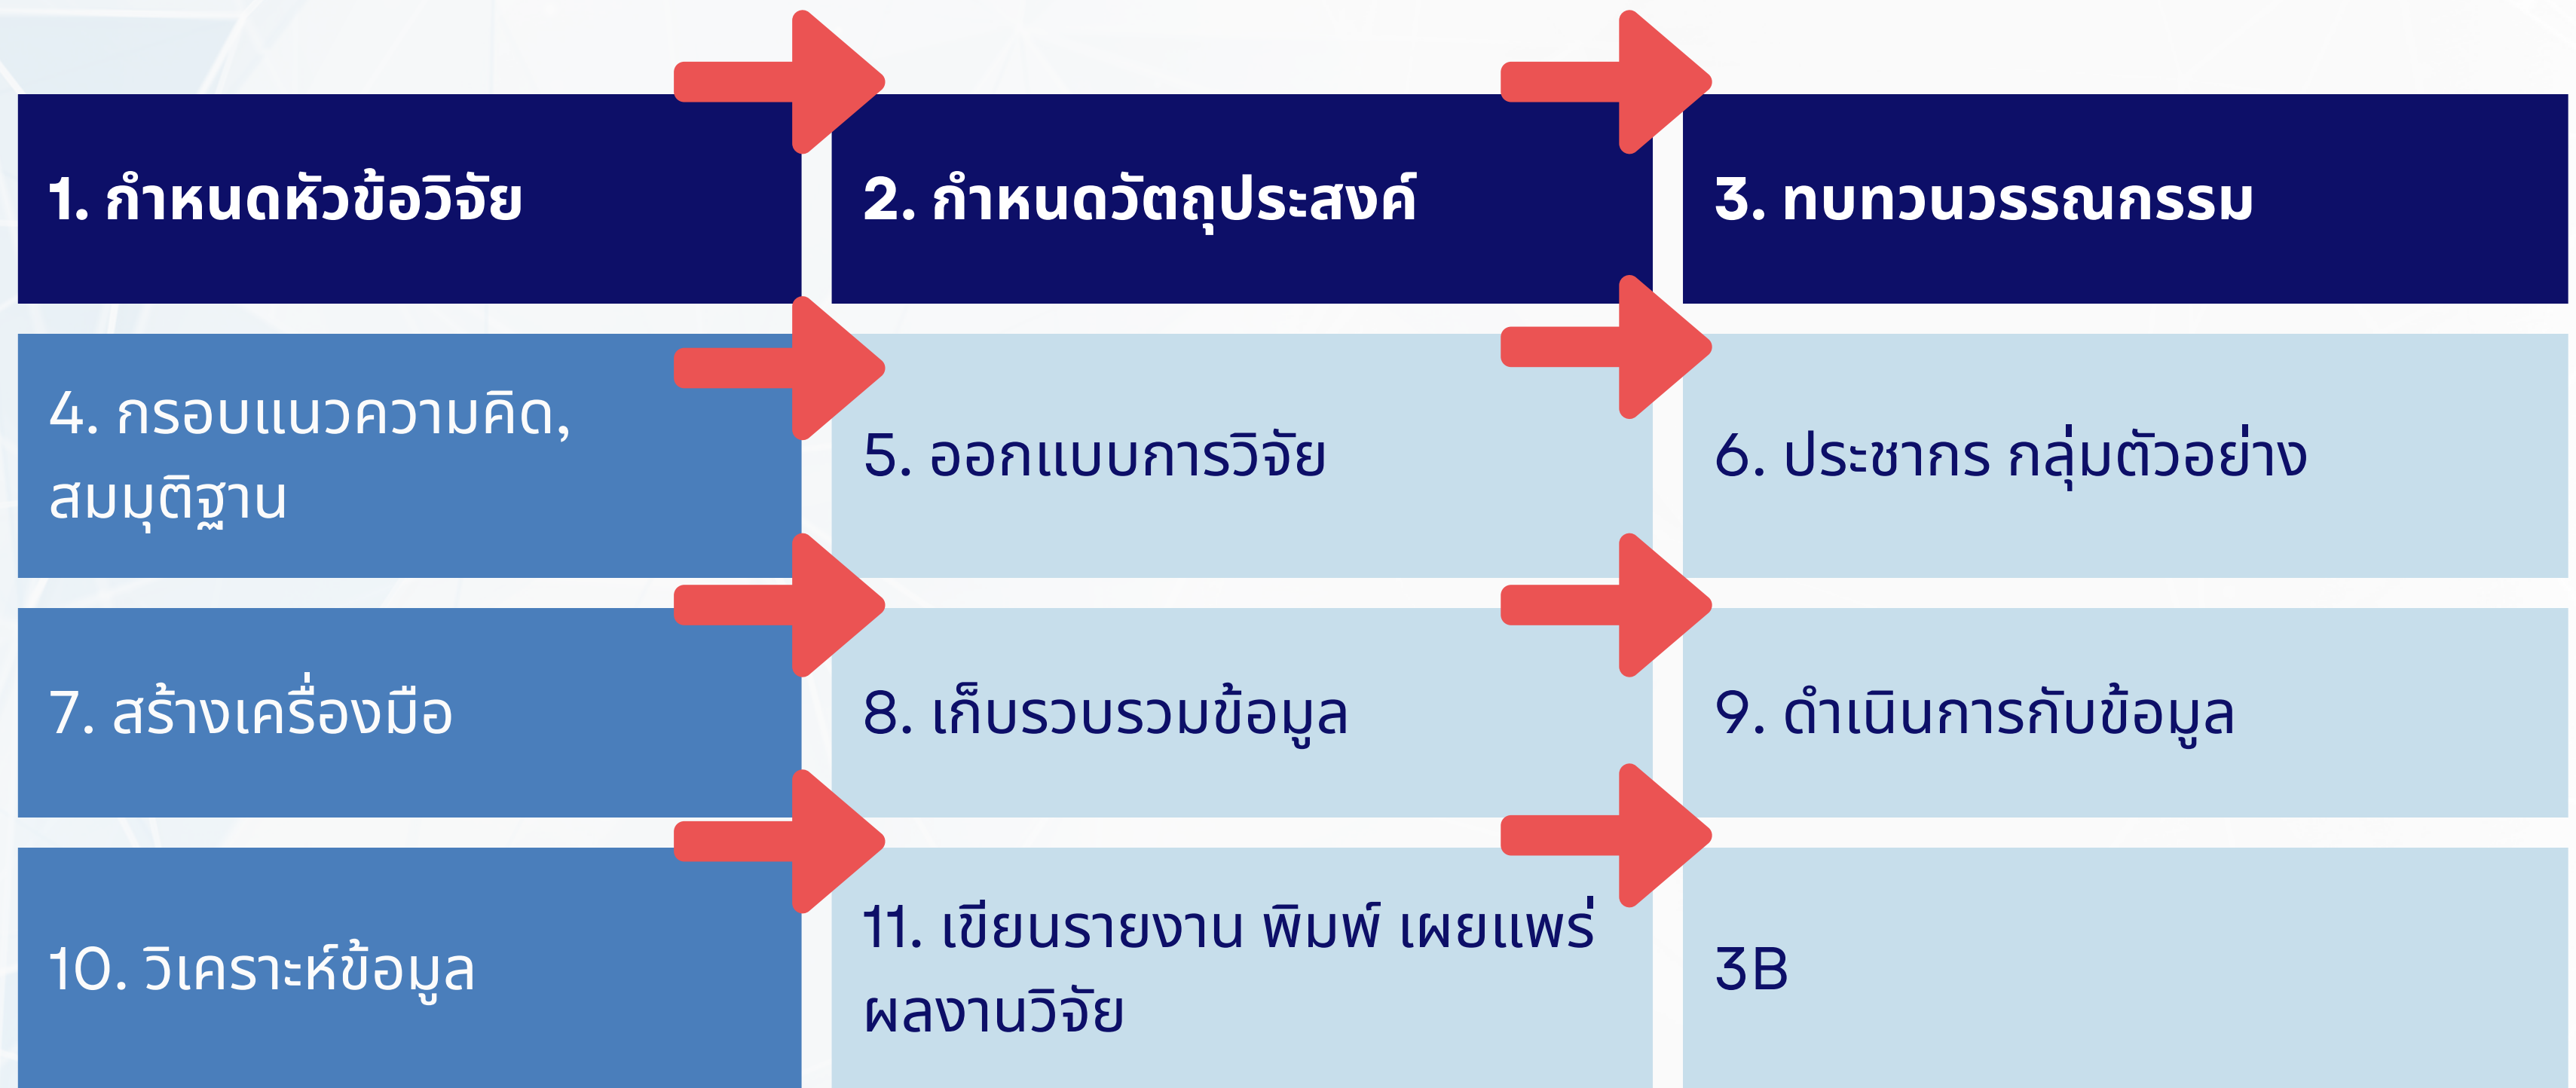 1. กำหนดหัวข้อวิจัย
2. กำหนดวัตถุประสงค์
3. ทบทวนวรรณกรรม
4. กรอบแนวความคิด,
สมมุติฐาน
5. ออกแบบการวิจัย
6. ประชากร กลุ่มตัวอย่าง
7. สร้างเครื่องมือ
8. เก็บรวบรวมข้อมูล
9. ดำเนินการกับข้อมูล
10. วิเคราะห์ข้อมูล
11. เขียนรายงาน พิมพ์ เผยแพร่
ผลงานวิจัย
3B